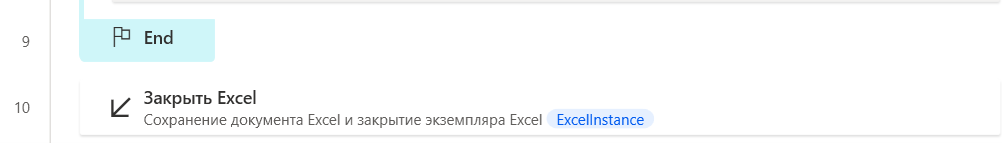 9
End
10
Закрыть Excel
Сохранение документа Excel и закрытие экземпляра Excel ExcelInstance